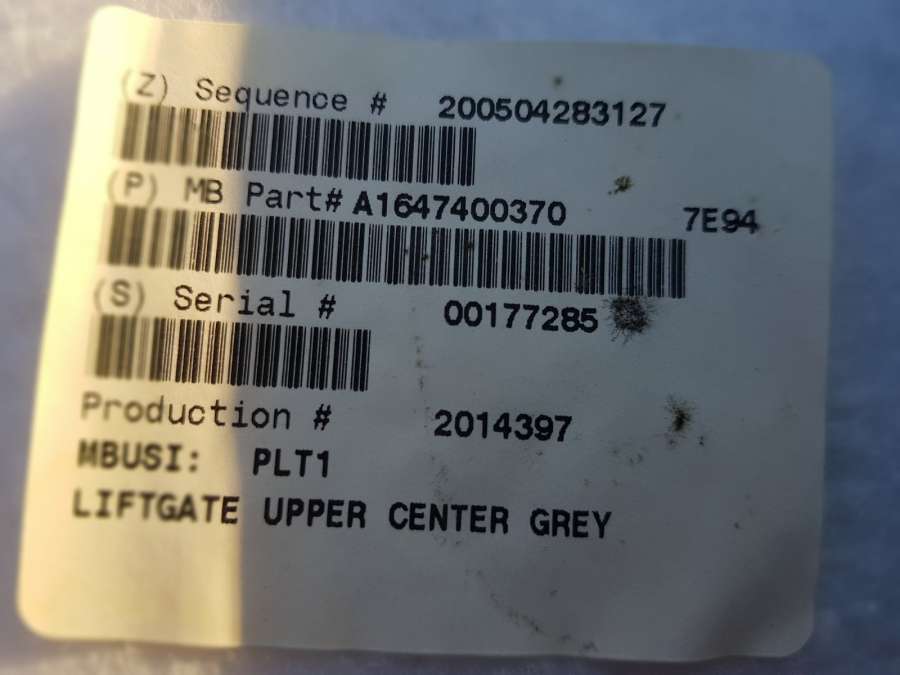 (Z) Sequence # 200504283127
(P) MB Part# A1647400370 7E94
(S) Serial # 00177285
Production # 2014397
MBUSI: PLT1
LIFTGATE UPPER CENTER GREY